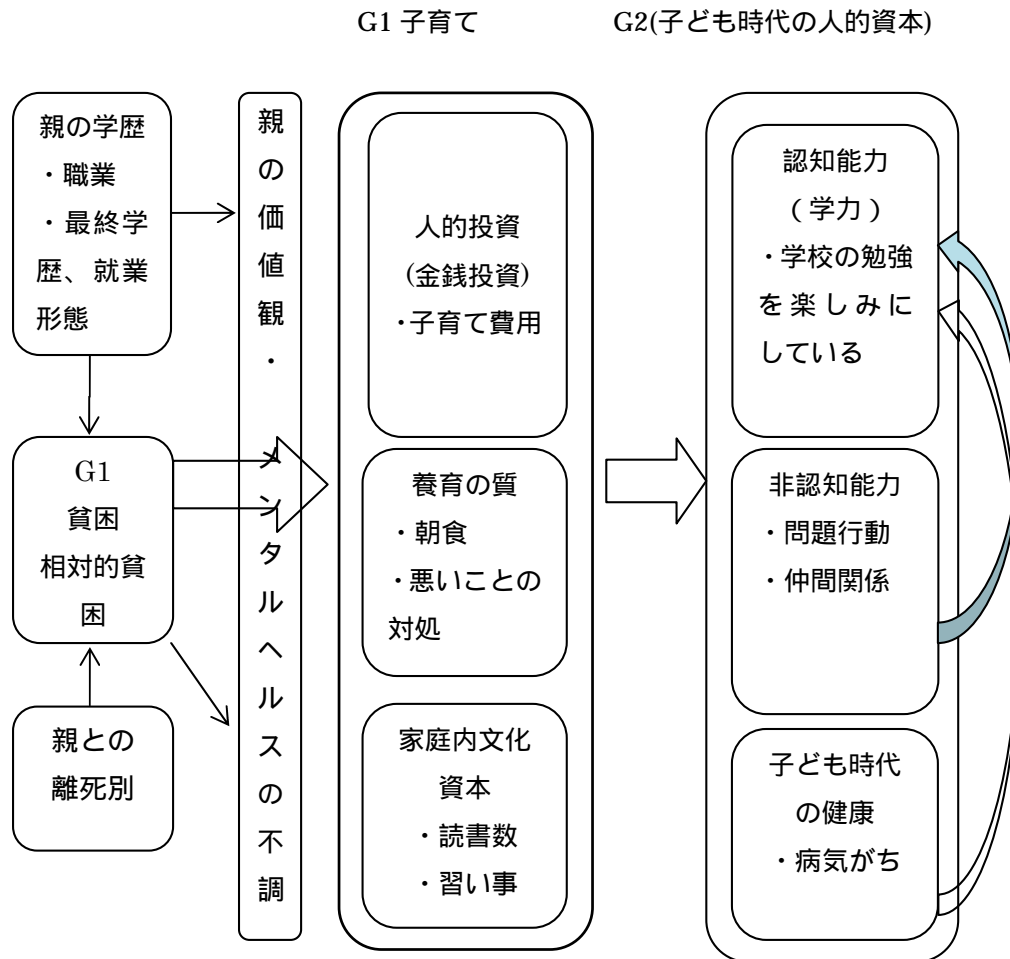 G1 子育て
G2(子ども時代の人的資本)
親の学歴
・職業
・最終学
歴、就業
形態
G1
貧困
相対的貧
困
親との
離死別
親の価値観・メンタルヘルスの不調
人的投資
(金銭投資)
・子育て費用
養育の質
・朝食
・悪いことの
対処
家庭内文化
資本
・読書数
・習い事
認知能力
(学力)
・学校の勉強
を楽しみに
している
非認知能力
・問題行動
・仲間関係
子ども時代
の健康
・病気がち